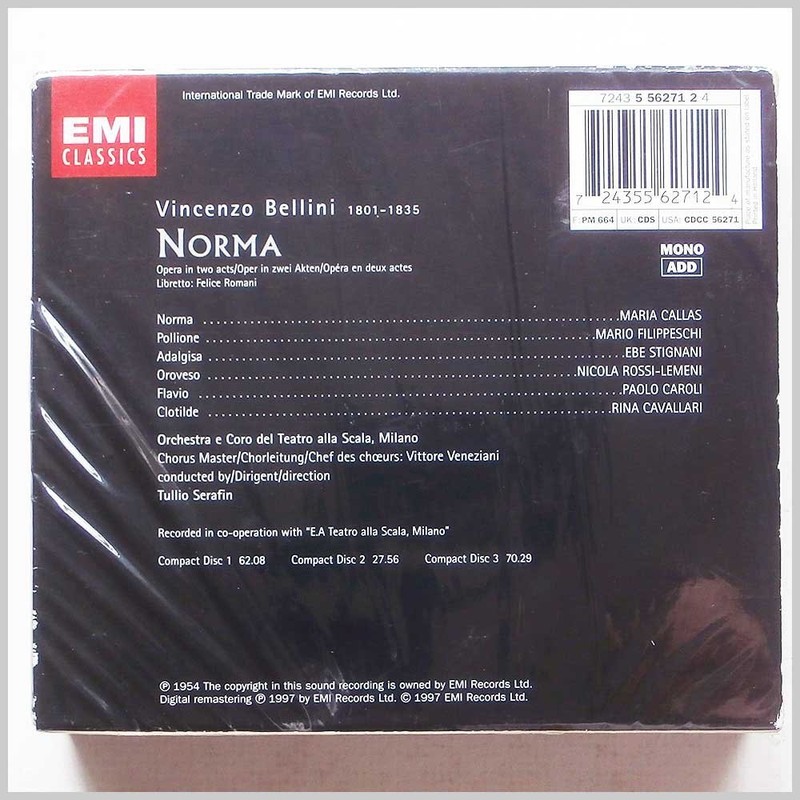 EMI
CLASSICS
International Trade Mark of EMI Records Ltd.
7243 5 56271 2 4
7 24355 62712 4
F: PM 664 UK: CDS USA: CDCC 56271
MONO
ADD
Vincenzo Bellini 1801-1835
NORMA
Opera in two acts/Oper in zwei Akten/Opéra en deux actes
Libretto: Felice Romani
Norma ........ MARIA CALLAS
Pollione ........ MARIO FILIPPESCHI
Adalgisa ........ EBE STIGNANI
Oroveso ........ NICOLA ROSSI-LEMENI
Flavio ........ PAOLO CAROLI
Clotilde ........ RINA CAVALLARI
Orchestra e Coro del Teatro alla Scala, Milano
Chorus Master/Chorleitung/Chef des chœurs: Vittore Veneziani
conducted by/Dirigent/direction
Tullio Serafin
Recorded in co-operation with "E.A Teatro alla Scala, Milano"
Compact Disc 1 62.08 Compact Disc 2 27.56 Compact Disc 3 70.29
℗ 1954 The copyright in this sound recording is owned by EMI Records Ltd.
Digital remastering ℗ 1997 by EMI Records Ltd. © 1997 EMI Records Ltd.